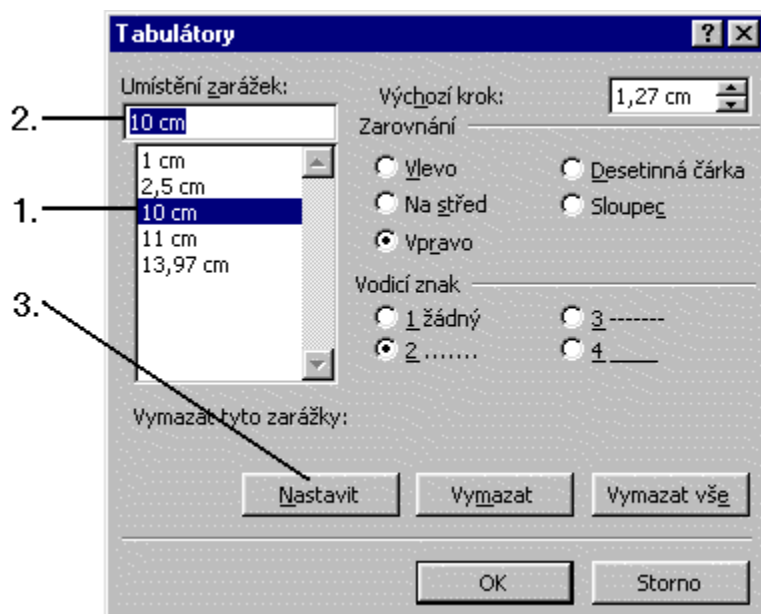 Tabulátory
Umístění zarážek:
Výchozí krok:
1,27 cm
2.
10 cm
Zarovnání
1 cm
2,5 cm
1.
10 cm
11 cm
13,97 cm
Vlevo
Desetinná čárka
Na střed
Sloupec
Vpravo
Vodicí znak
3.
1 žádný
3 -------
2 .......
4 ____
Vymazat tyto zarážky:
Nastavit
Vymazat
Vymazat vše
OK
Storno